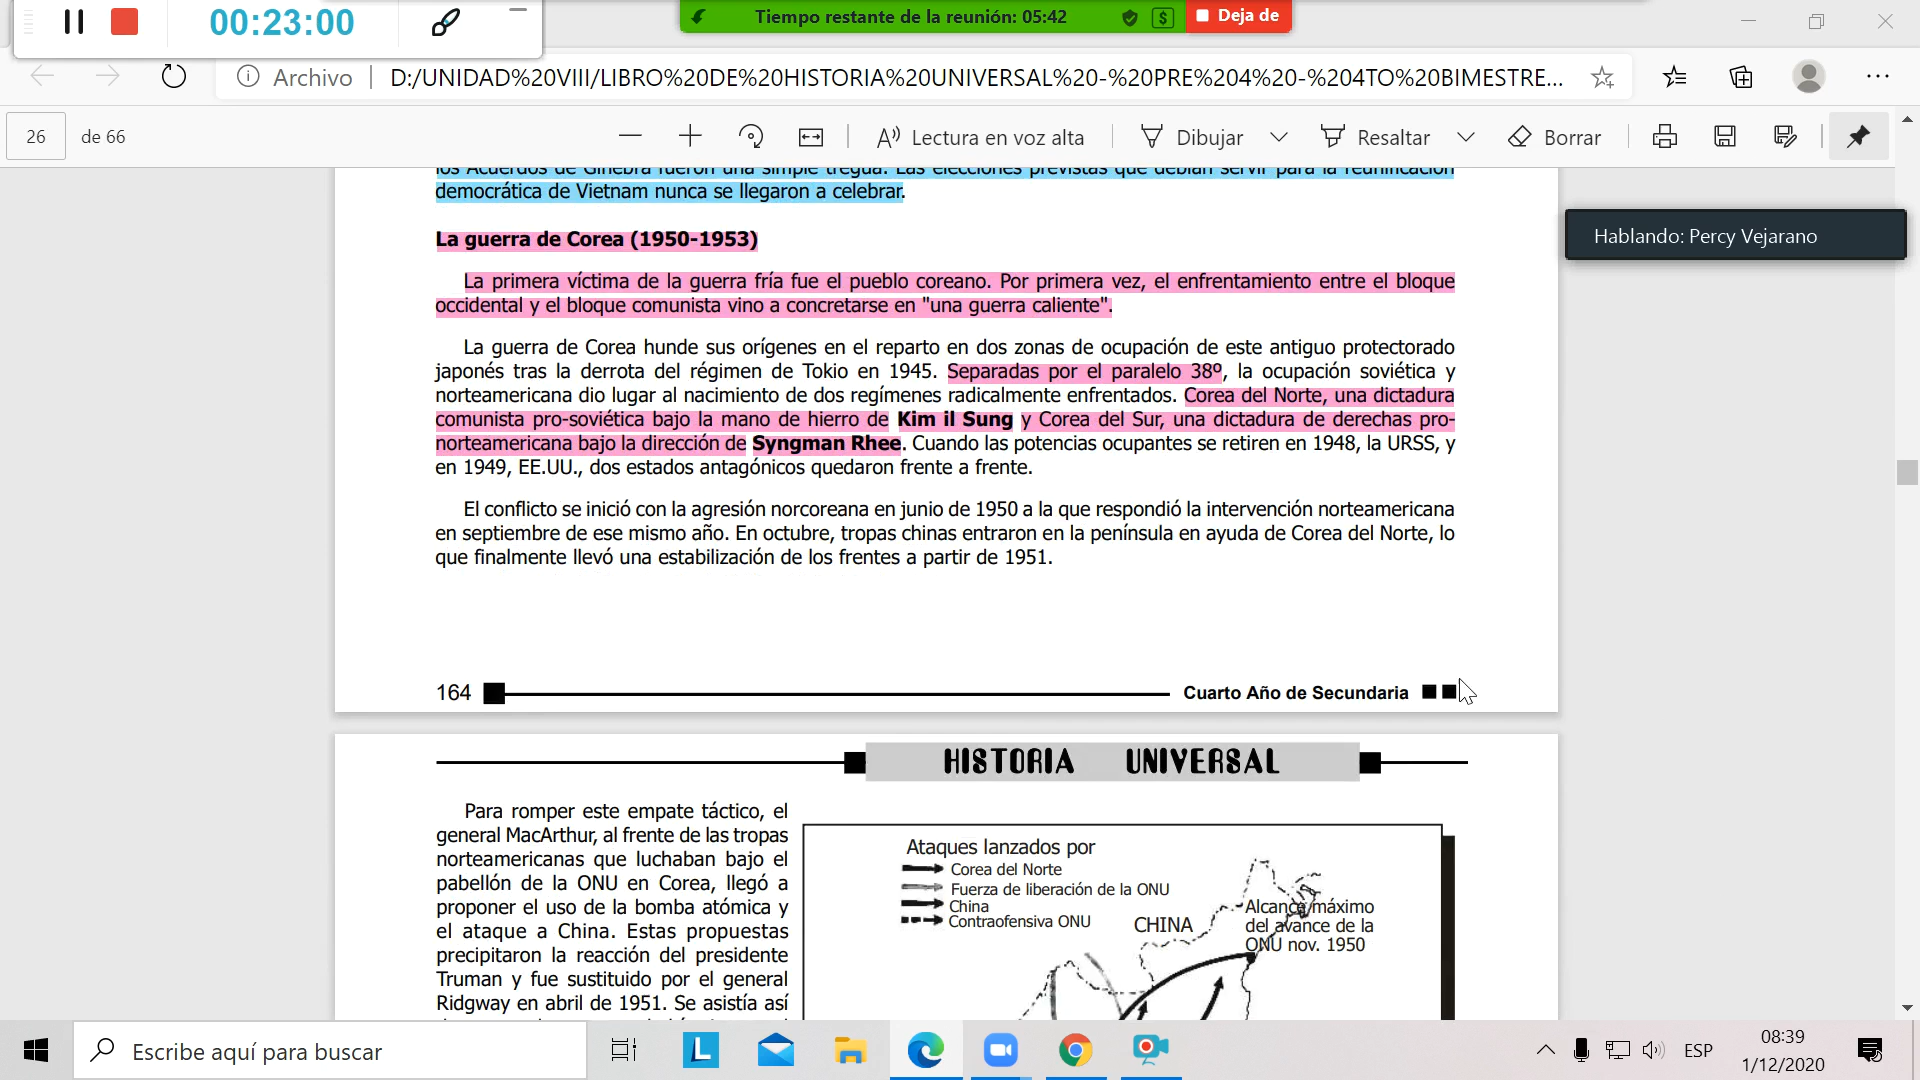 00:23:00
Tiempo restante de la reunión: 05:42
$
Deja de
Archivo
D:/UNIDAD%20VIII/LIBRO%20DE%20HISTORIA%20UNIVERSAL%20-%20PRE%204%20-%204TO%20BIMESTRE...
26
de 66
Lectura en voz alta
Dibujar
Resaltar
Borrar
los Acuerdos de Ginebra fueron una simple tregua. Las elecciones previstas que debían servir para la reunificación
democrática de Vietnam nunca se llegaron a celebrar.
Hablando: Percy Vejarano
La guerra de Corea (1950-1953)
La primera víctima de la guerra fría fue el pueblo coreano. Por primera vez, el enfrentamiento entre el bloque
occidental y el bloque comunista vino a concretarse en "una guerra caliente".
La guerra de Corea hunde sus orígenes en el reparto en dos zonas de ocupación de este antiguo protectorado
japonés tras la derrota del régimen de Tokio en 1945. Separadas por el paralelo 38º, la ocupación soviética y
norteamericana dio lugar al nacimiento de dos regímenes radicalmente enfrentados. Corea del Norte, una dictadura
comunista pro-soviética bajo la mano de hierro de Kim il Sung y Corea del Sur, una dictadura de derechas pro-
norteamericana bajo la dirección de Syngman Rhee. Cuando las potencias ocupantes se retiren en 1948, la URSS, y
en 1949, EE.UU., dos estados antagónicos quedaron frente a frente.
El conflicto se inició con la agresión norcoreana en junio de 1950 a la que respondió la intervención norteamericana
en septiembre de ese mismo año. En octubre, tropas chinas entraron en la península en ayuda de Corea del Norte, lo
que finalmente llevó una estabilización de los frentes a partir de 1951.
164
Cuarto Año de Secundaria
HISTORIA UNIVERSAL
Para romper este empate táctico, el
general MacArthur, al frente de las tropas
norteamericanas que luchaban bajo el
pabellón de la ONU en Corea, llegó a
proponer el uso de la bomba atómica y
el ataque a China. Estas propuestas
precipitaron la reacción del presidente
Truman y fue sustituido por el general
Ridgway en abril de 1951. Se asistía así
Ataques lanzados por
Corea del Norte
Fuerza de liberación de la ONU
China
Contraofensiva ONU
CHINA
Alcance máximo
del avance de la
ONU nov. 1950
Escribe aquí para buscar
L
ESP
08:39
1/12/2020